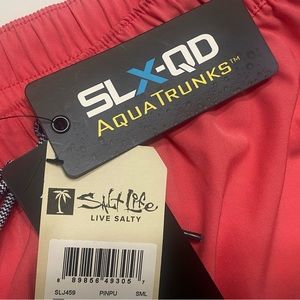 SLX-QD
AQUATRUNKS™
Salt Life
LIVE SALTY
8 89856 49305 7
SLJ459 PINPU SML